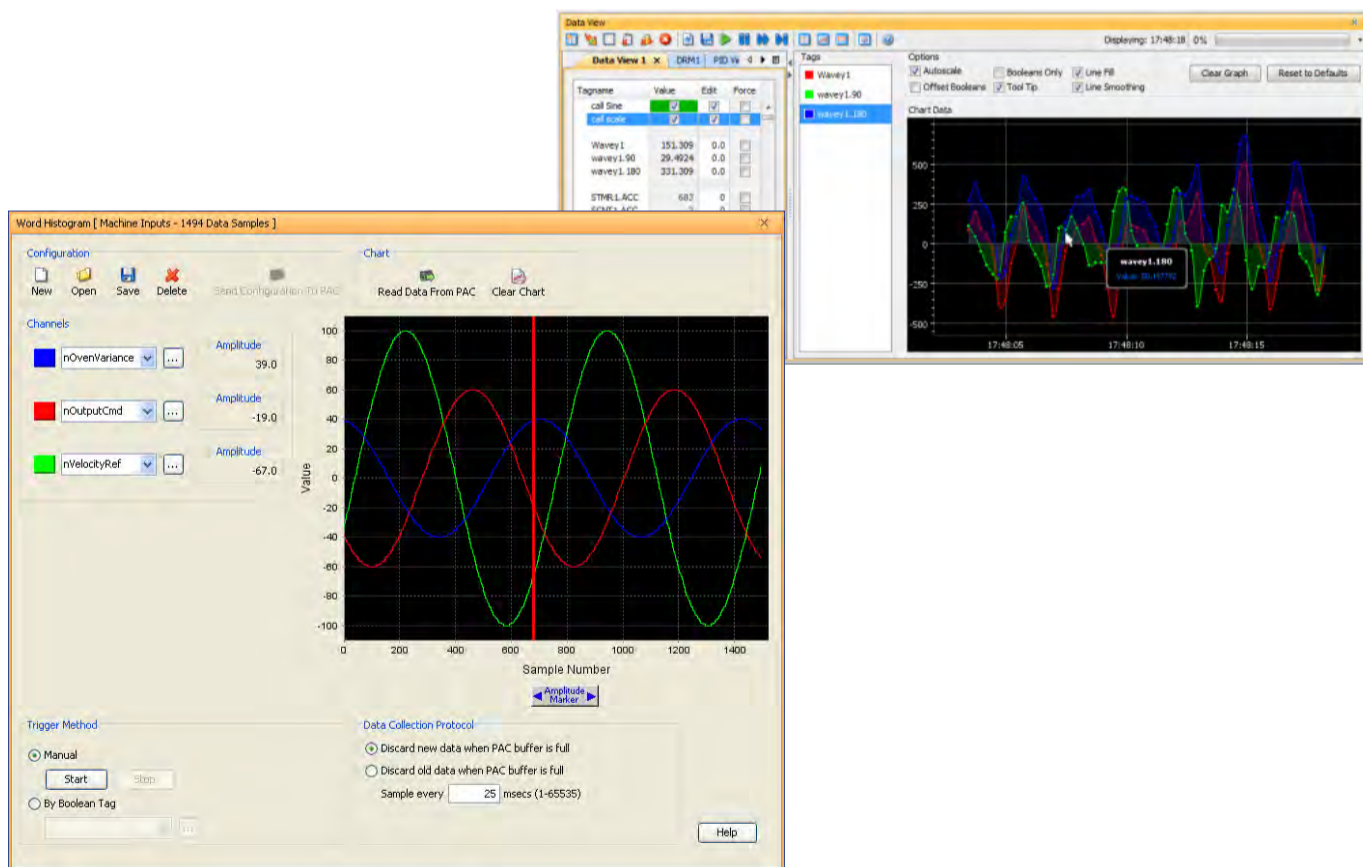 Data View
Displaying: 17:48:18 0%
Data View 1 DRM1 PID
Tagname Value Edit Force
call Sine
call scale
Wavey1 151.309 0.0
wavey1.90 29.4924 0.0
wavey1.180 331.309 0.0
STMR1.ACC 682 0
Tags
Wavey1
wavey1.90
wavey1.180
Options
Autoscale Booleans Only Line Fill Clear Graph Reset to Defaults
Offset Booleans Tool Tip Line Smoothing
Chart Data
500
250
0
-250
-500
wavey1.180
17:48:05 17:48:10 17:48:15
Word Histogram [ Machine Inputs - 1494 Data Samples ]
Configuration
New Open Save Delete Send Configuration To PAC
Chart
Read Data From PAC Clear Chart
Channels
nOvenVariance ... Amplitude
39.0
nOutputCmd ... Amplitude
-19.0
nVelocityRef ... Amplitude
-67.0
Value
100
80
60
40
20
0
-20
-40
-60
-80
-100
0 200 400 600 800 1000 1200 1400
Sample Number
Amplitude
Marker
Trigger Method
Manual
Start Stop
By Boolean Tag
...
Data Collection Protocol
Discard new data when PAC buffer is full
Discard old data when PAC buffer is full
Sample every 25 msecs (1-65535)
Help